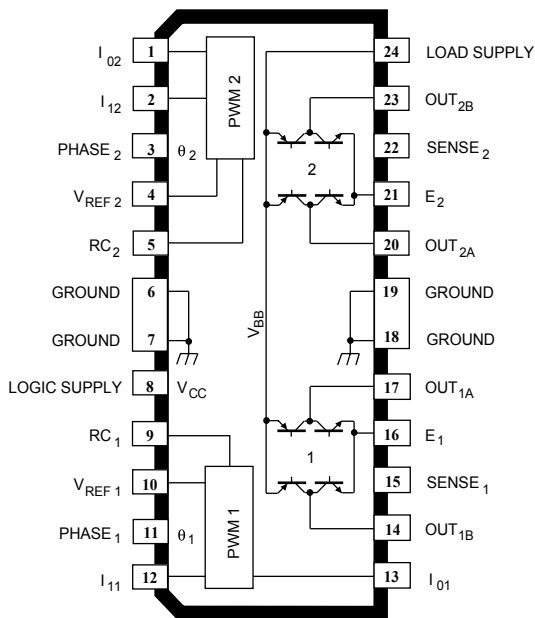 I02 1 24 LOAD SUPPLY
I12 2 PWM 2 23 OUT2B
PHASE2 3 θ2 22 SENSE2
2
VREF 2 4 21 E2
RC2 5 20 OUT2A
GROUND 6 19 GROUND
VBB
GROUND 7 18 GROUND
LOGIC SUPPLY 8 VCC 17 OUT1A
RC1 9 16 E1
1
VREF 1 10 15 SENSE1
PHASE1 11 θ1 PWM 1 14 OUT1B
I11 12 13 I01